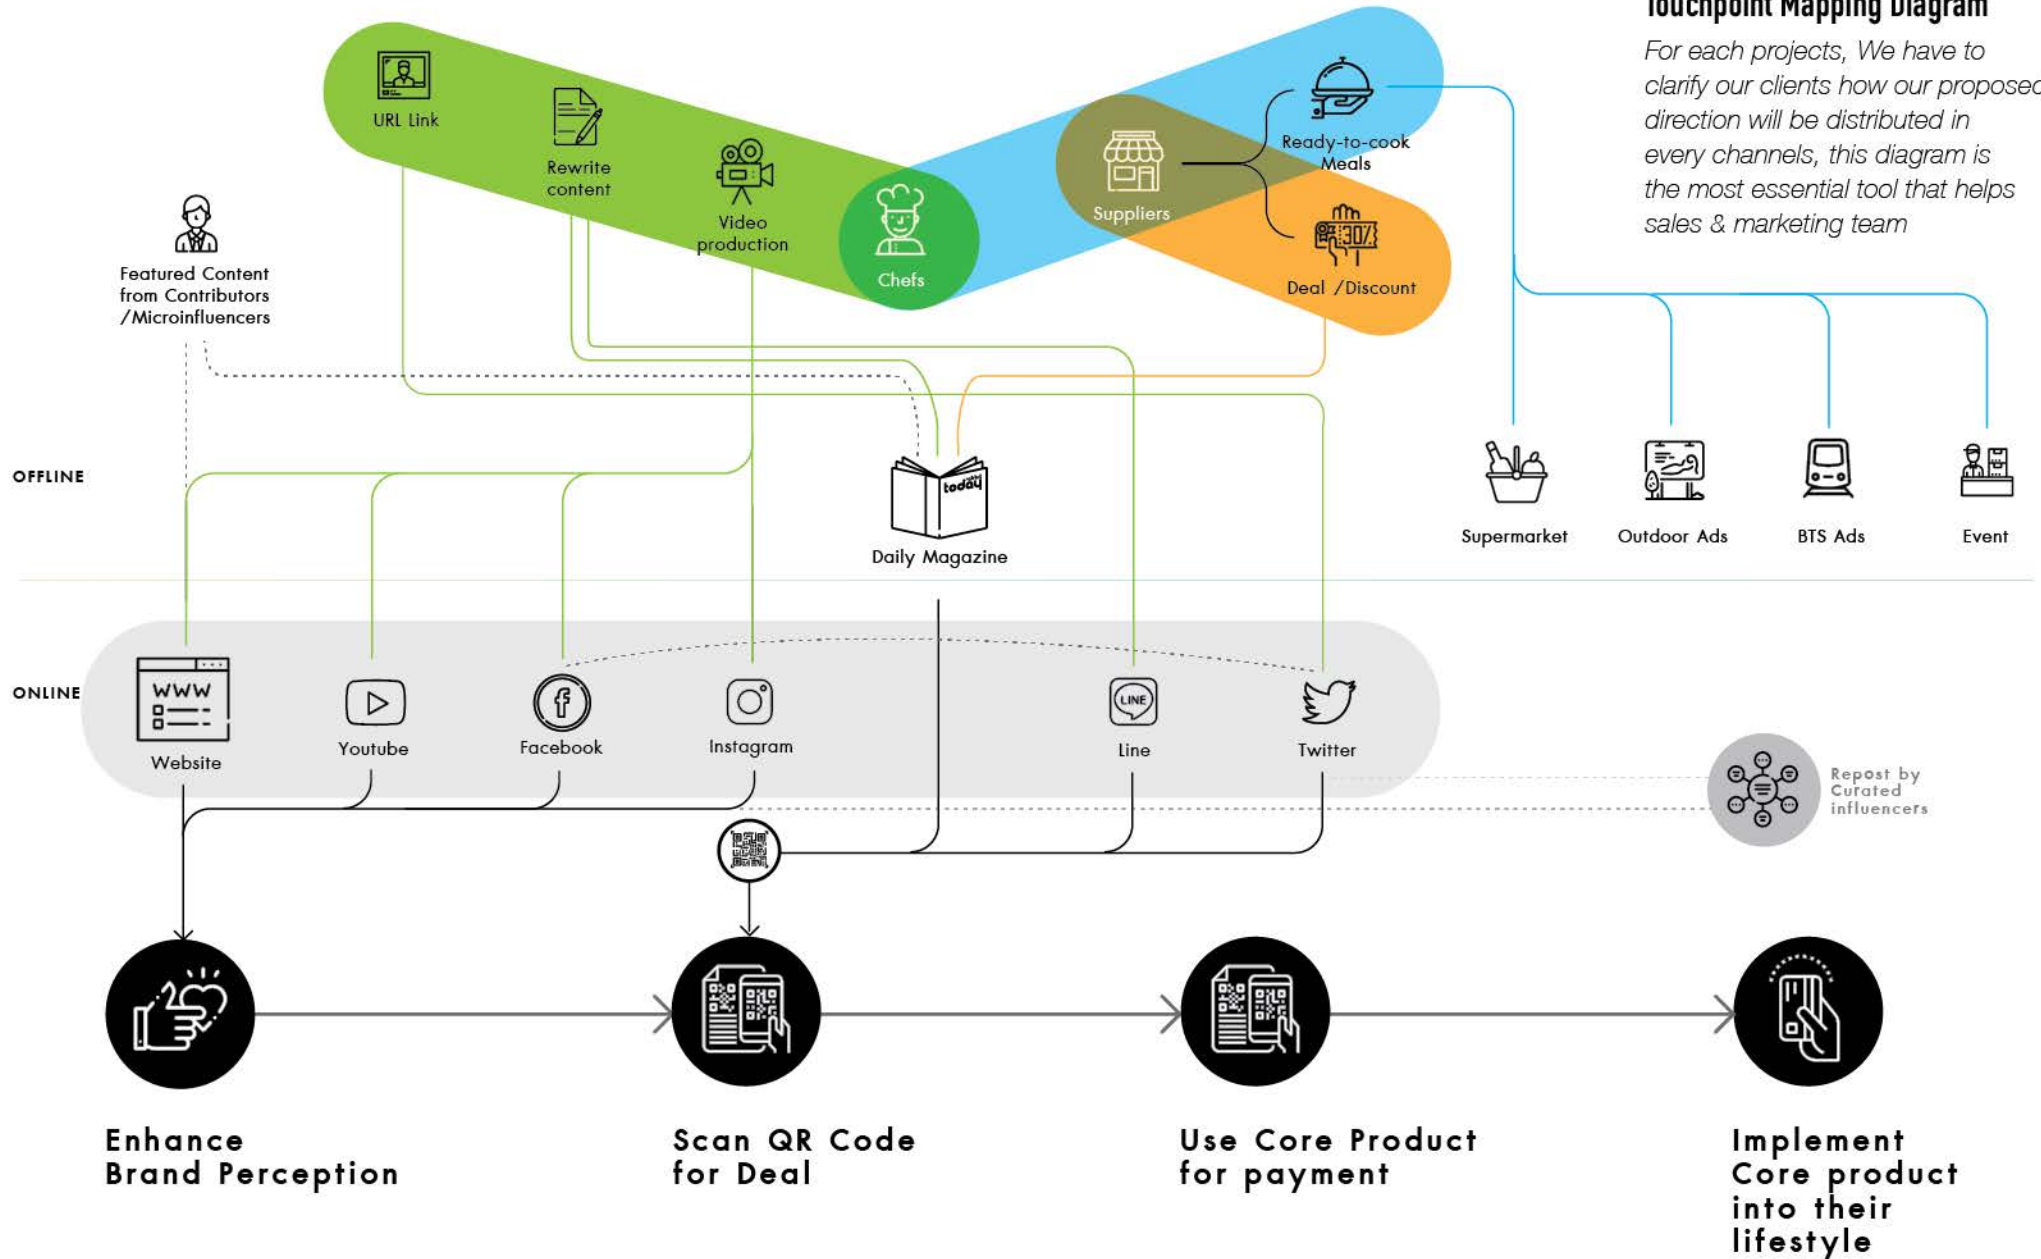 Touchpoint Mapping Diagram
For each projects, We have to
clarify our clients how our proposed
direction will be distributed in
every channels, this diagram is
the most essential tool that helps
sales & marketing team
URL Link
Rewrite
content
Video
production
Chefs
Suppliers
Ready-to-cook
Meals
30%
Deal /Discount
Featured Content
from Contributors
/Microinfluencers
OFFLINE
today
Daily Magazine
Supermarket
Outdoor Ads
BTS Ads
Event
ONLINE
WWW
Website
Youtube
f
Facebook
Instagram
LINE
Line
Twitter
Repost by
Curated
influencers
Enhance
Brand Perception
Scan QR Code
for Deal
Use Core Product
for payment
Implement
Core product
into their
lifestyle